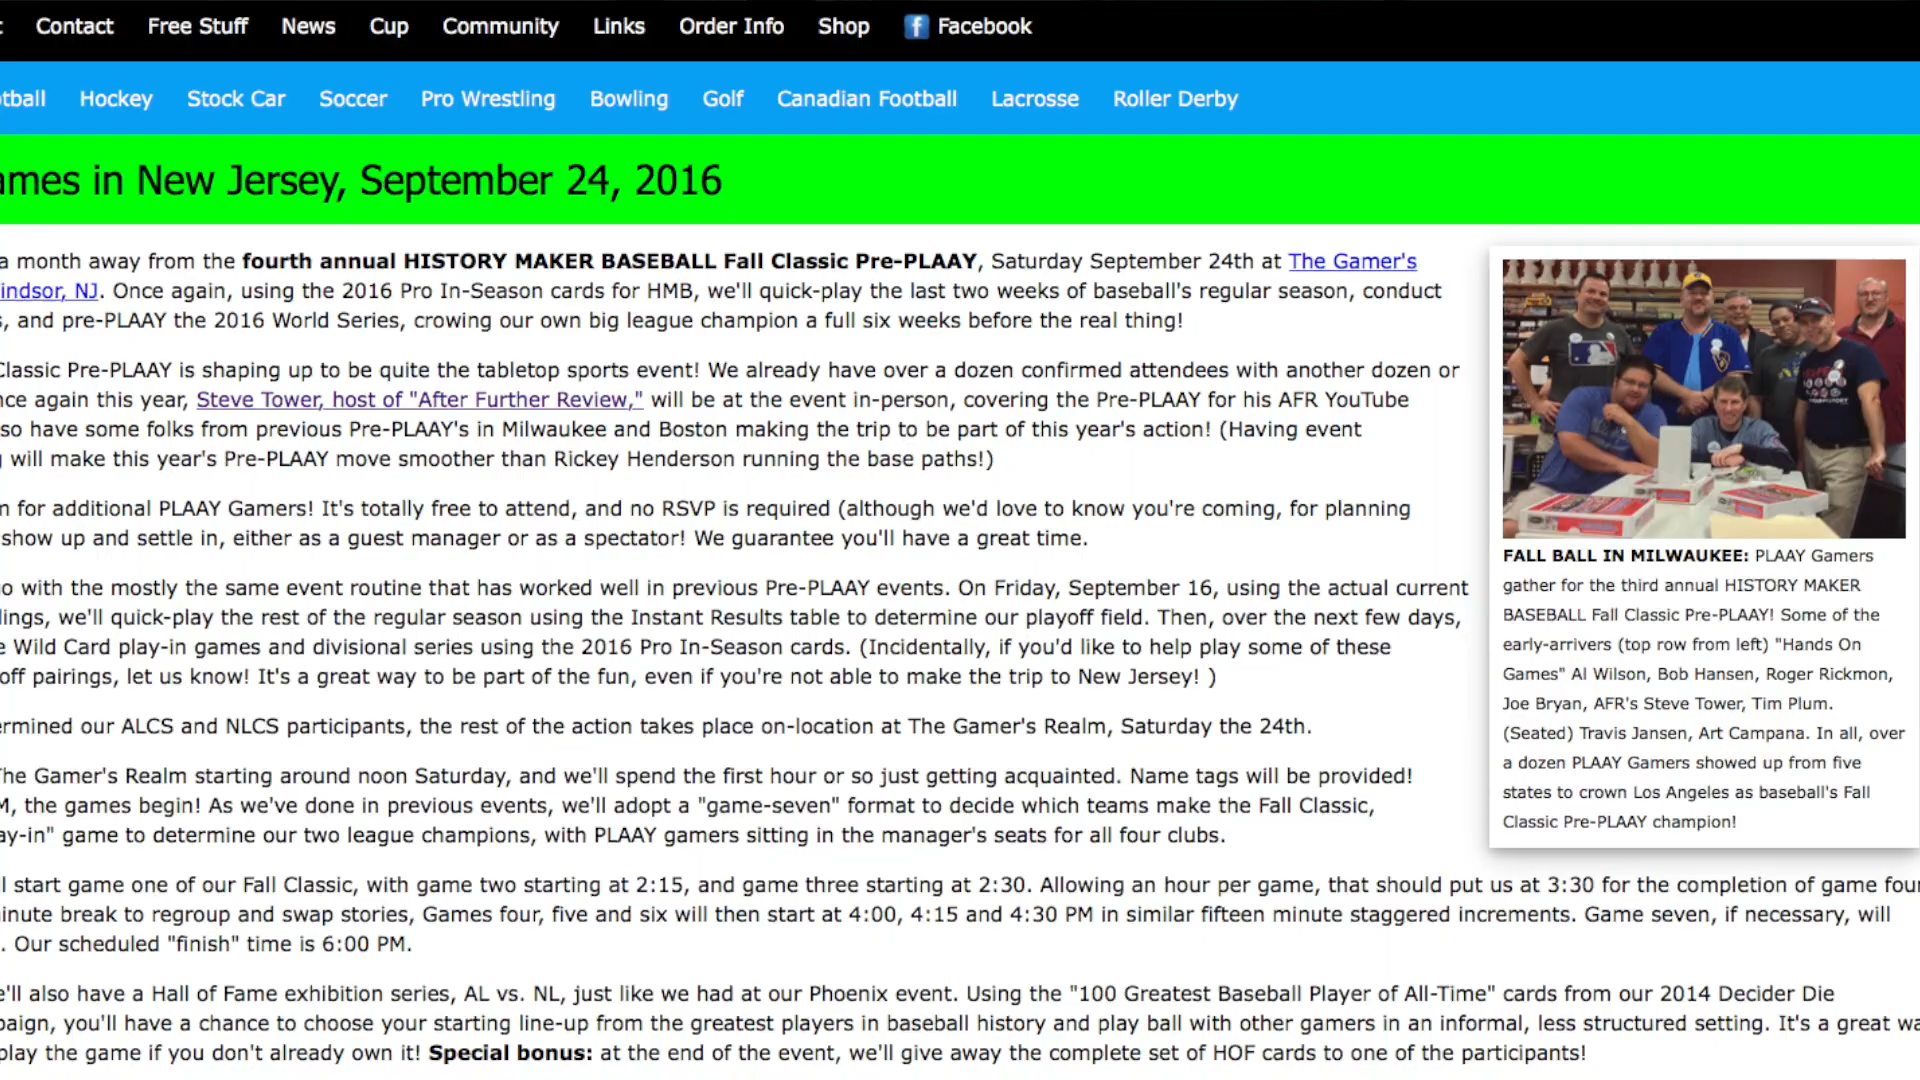 Contact Free Stuff News Cup Community Links Order Info Shop Facebook
tball Hockey Stock Car Soccer Pro Wrestling Bowling Golf Canadian Football Lacrosse Roller Derby
ames in New Jersey, September 24, 2016
a month away from the fourth annual HISTORY MAKER BASEBALL Fall Classic Pre-PLAAY, Saturday September 24th at The Gamer's
indsor, NJ. Once again, using the 2016 Pro In-Season cards for HMB, we'll quick-play the last two weeks of baseball's regular season, conduct
s, and pre-PLAAY the 2016 World Series, crowing our own big league champion a full six weeks before the real thing!
Classic Pre-PLAAY is shaping up to be quite the tabletop sports event! We already have over a dozen confirmed attendees with another dozen or
nce again this year, Steve Tower, host of "After Further Review," will be at the event in-person, covering the Pre-PLAAY for his AFR YouTube
so have some folks from previous Pre-PLAAY's in Milwaukee and Boston making the trip to be part of this year's action! (Having event
g will make this year's Pre-PLAAY move smoother than Rickey Henderson running the base paths!)
m for additional PLAAY Gamers! It's totally free to attend, and no RSVP is required (although we'd love to know you're coming, for planning
show up and settle in, either as a guest manager or as a spectator! We guarantee you'll have a great time.
o with the mostly the same event routine that has worked well in previous Pre-PLAAY events. On Friday, September 16, using the actual current
dings, we'll quick-play the rest of the regular season using the Instant Results table to determine our playoff field. Then, over the next few days,
e Wild Card play-in games and divisional series using the 2016 Pro In-Season cards. (Incidentally, if you'd like to help play some of these
off pairings, let us know! It's a great way to be part of the fun, even if you're not able to make the trip to New Jersey! )
ermined our ALCS and NLCS participants, the rest of the action takes place on-location at The Gamer's Realm, Saturday the 24th.
The Gamer's Realm starting around noon Saturday, and we'll spend the first hour or so just getting acquainted. Name tags will be provided!
M, the games begin! As we've done in previous events, we'll adopt a "game-seven" format to decide which teams make the Fall Classic,
ay-in" game to determine our two league champions, with PLAAY gamers sitting in the manager's seats for all four clubs.
l start game one of our Fall Classic, with game two starting at 2:15, and game three starting at 2:30. Allowing an hour per game, that should put us at 3:30 for the completion of game four
inute break to regroup and swap stories, Games four, five and six will then start at 4:00, 4:15 and 4:30 PM in similar fifteen minute staggered increments. Game seven, if necessary, will
. Our scheduled "finish" time is 6:00 PM.
e'll also have a Hall of Fame exhibition series, AL vs. NL, just like we had at our Phoenix event. Using the "100 Greatest Baseball Player of All-Time" cards from our 2014 Decider Die
paign, you'll have a chance to choose your starting line-up from the greatest players in baseball history and play ball with other gamers in an informal, less structured setting. It's a great wa
play the game if you don't already own it! Special bonus: at the end of the event, we'll give away the complete set of HOF cards to one of the participants!
FALL BALL IN MILWAUKEE: PLAAY Gamers
gather for the third annual HISTORY MAKER
BASEBALL Fall Classic Pre-PLAAY! Some of the
early-arrivers (top row from left) "Hands On
Games" Al Wilson, Bob Hansen, Roger Rickmon,
Joe Bryan, AFR's Steve Tower, Tim Plum.
(Seated) Travis Jansen, Art Campana. In all, over
a dozen PLAAY Gamers showed up from five
states to crown Los Angeles as baseball's Fall
Classic Pre-PLAAY champion!